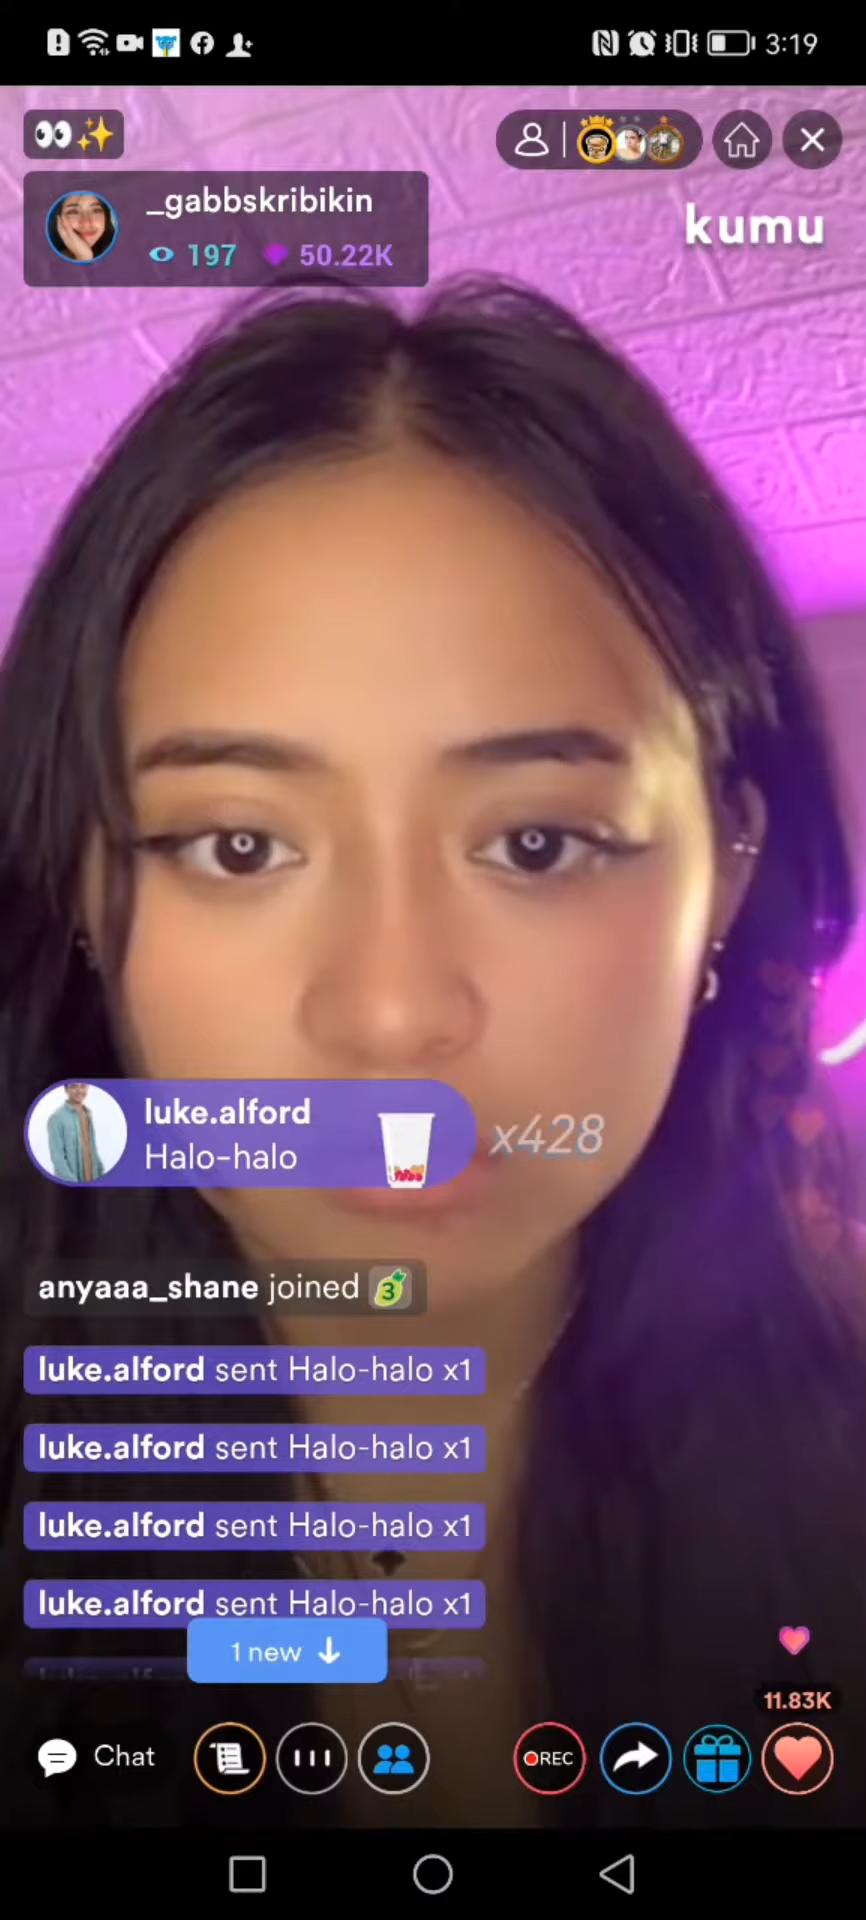 3:19
_gabbskribikin
197 50.22K
kumu
luke.alford
Halo-halo
x428
anyaaa_shane joined 3
luke.alford sent Halo-halo x1
luke.alford sent Halo-halo x1
luke.alford sent Halo-halo x1
luke.alford sent Halo-halo x1
1 new
11.83K
Chat
REC